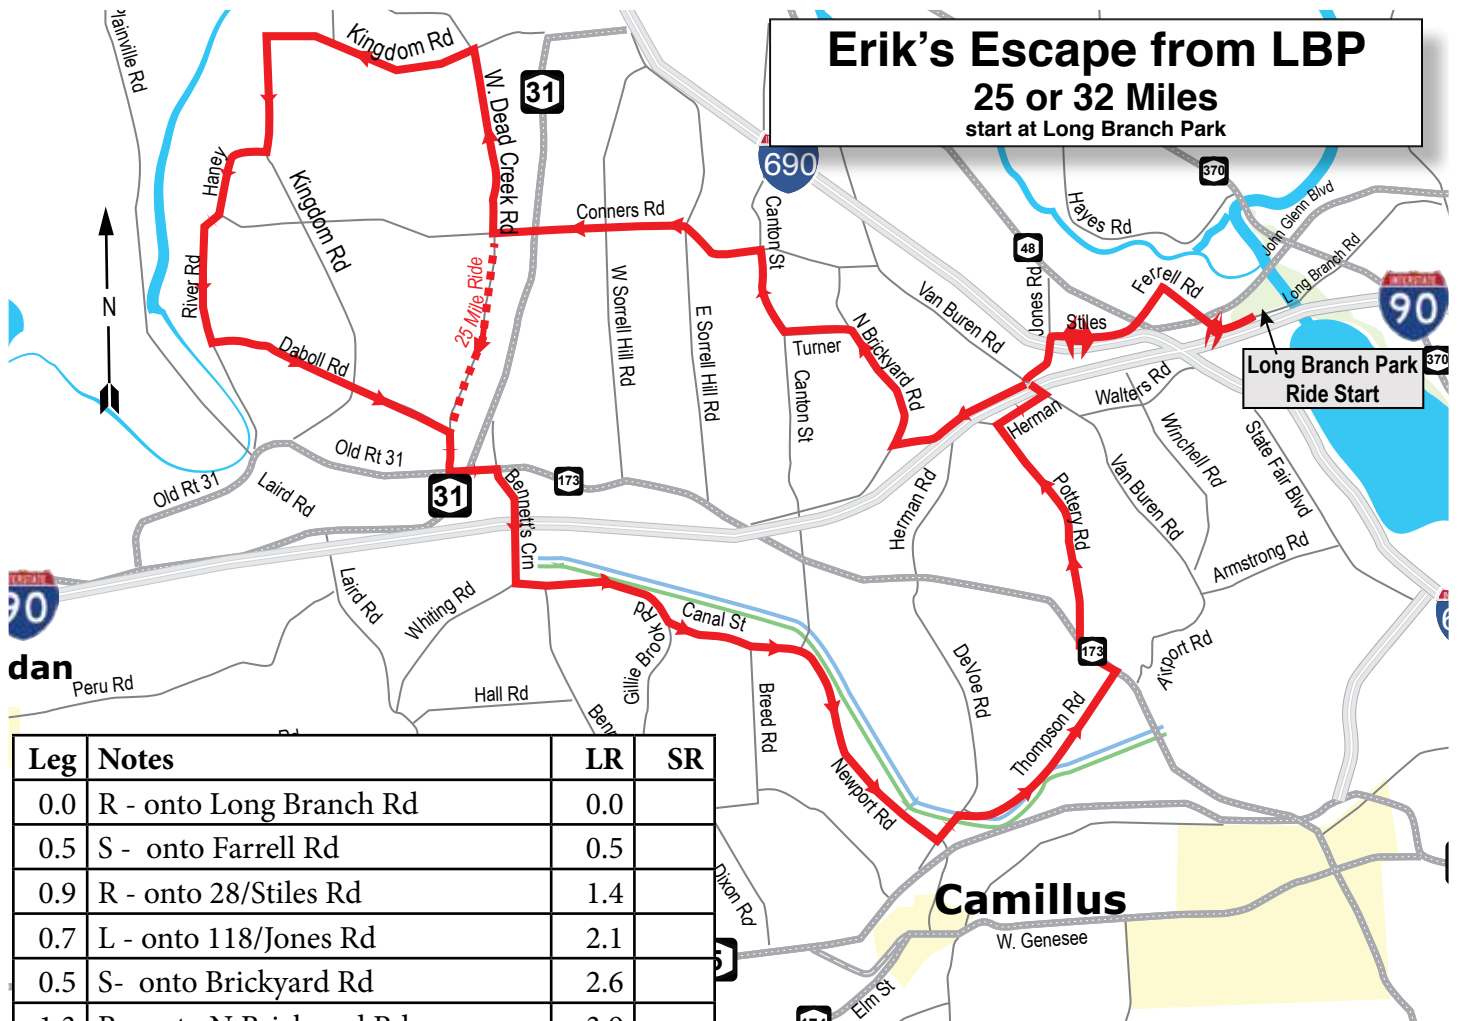 Erik's Escape from LBP
25 or 32 Miles
start at Long Branch Park
Plainville Rd
Kingdom Rd
W. Dead Creek Rd
31
690
370
Haney
Kingdom Rd
Conners Rd
Canton St
Hayes Rd
John Glenn Blvd
48
Long Branch Rd
Ferrell Rd
Jones Rd
INTERSTATE
90
River Rd
N
25 Mile Ride
W Sorrell Hill Rd
E Sorrell Hill Rd
Van Buren Rd
Stiles
Turner
N Brickyard Rd
Daboll Rd
Long Branch Park
Ride Start
370
Walters Rd
Herman
Canton St
Winchell Rd
State Fair Blvd
Old Rt 31
Old Rt 31
Laird Rd
31
173
Bennett's Crn
Herman Rd
Pottery Rd
Van Buren Rd
Armstrong Rd
90
Laird Rd
Whiting Rd
Gillie Brook Rd
Canal St
173
Airport Rd
DeVoe Rd
dan
Peru Rd
Hall Rd
Benn
Breed Rd
Thompson Rd
Newport Rd
Dixon Rd
Camillus
W. Genesee
Elm St
5
Leg Notes LR SR
0.0 R - onto Long Branch Rd 0.0
0.5 S - onto Farrell Rd 0.5
0.9 R - onto 28/Stiles Rd 1.4
0.7 L - onto 118/Jones Rd 2.1
0.5 S- onto Brickyard Rd 2.6